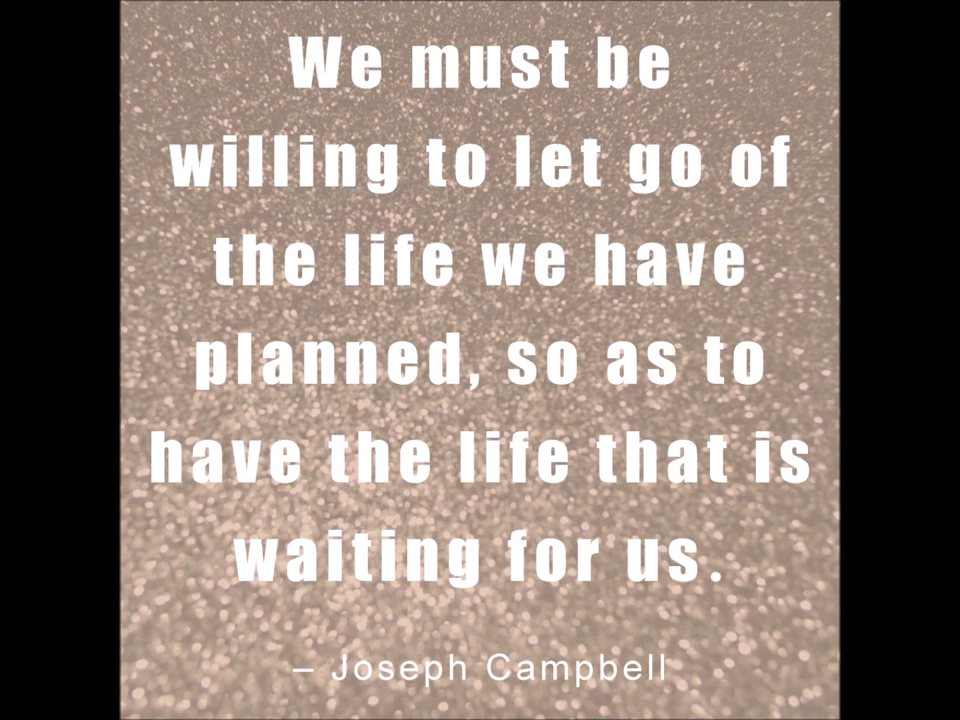 We must be
willing to let go of
the life we have
planned, so as to
have the life that is
waiting for us.
– Joseph Campbell